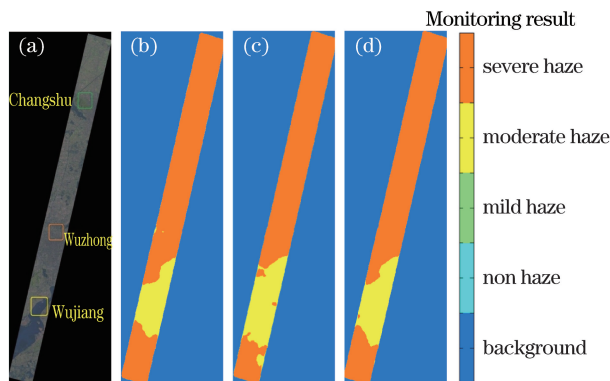 Monitoring result
(a)
(b)
(c)
(d)
Changshu
Wuzhong
Wujiang
severe haze
moderate haze
mild haze
non haze
background